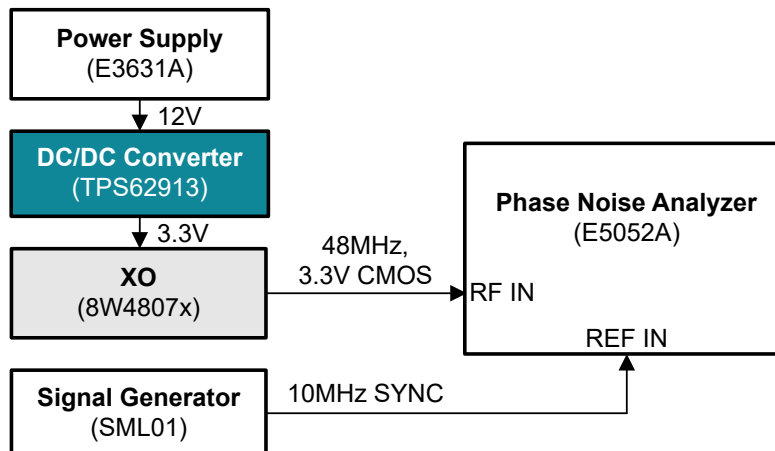 Power Supply
(E3631A)
12V
DC/DC Converter
(TPS62913)
3.3V
XO
(8W4807x)
48MHz,
3.3V CMOS
Phase Noise Analyzer
(E5052A)
RF IN
REF IN
Signal Generator
(SML01)
10MHz SYNC